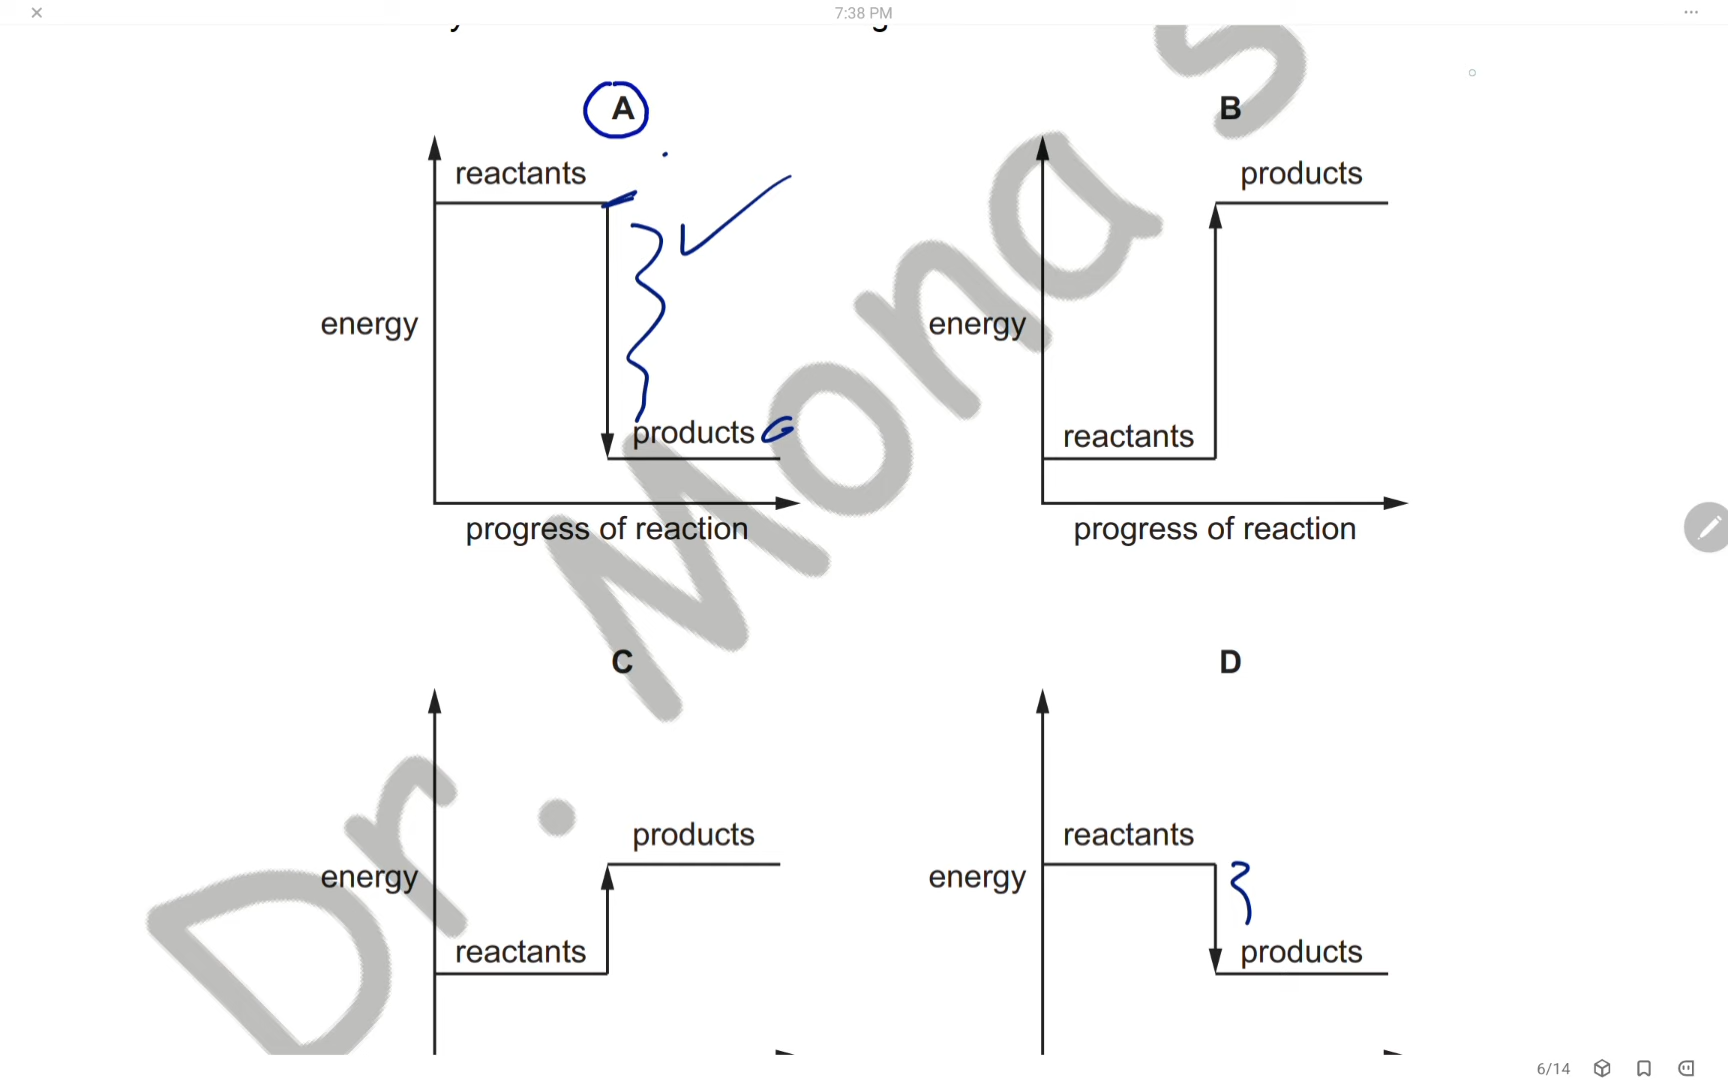 7:38 PM
A
B
reactants
products
energy
energy
products
reactants
progress of reaction
progress of reaction
C
D
products
reactants
energy
energy
reactants
products
Dr. Mona S
6/14